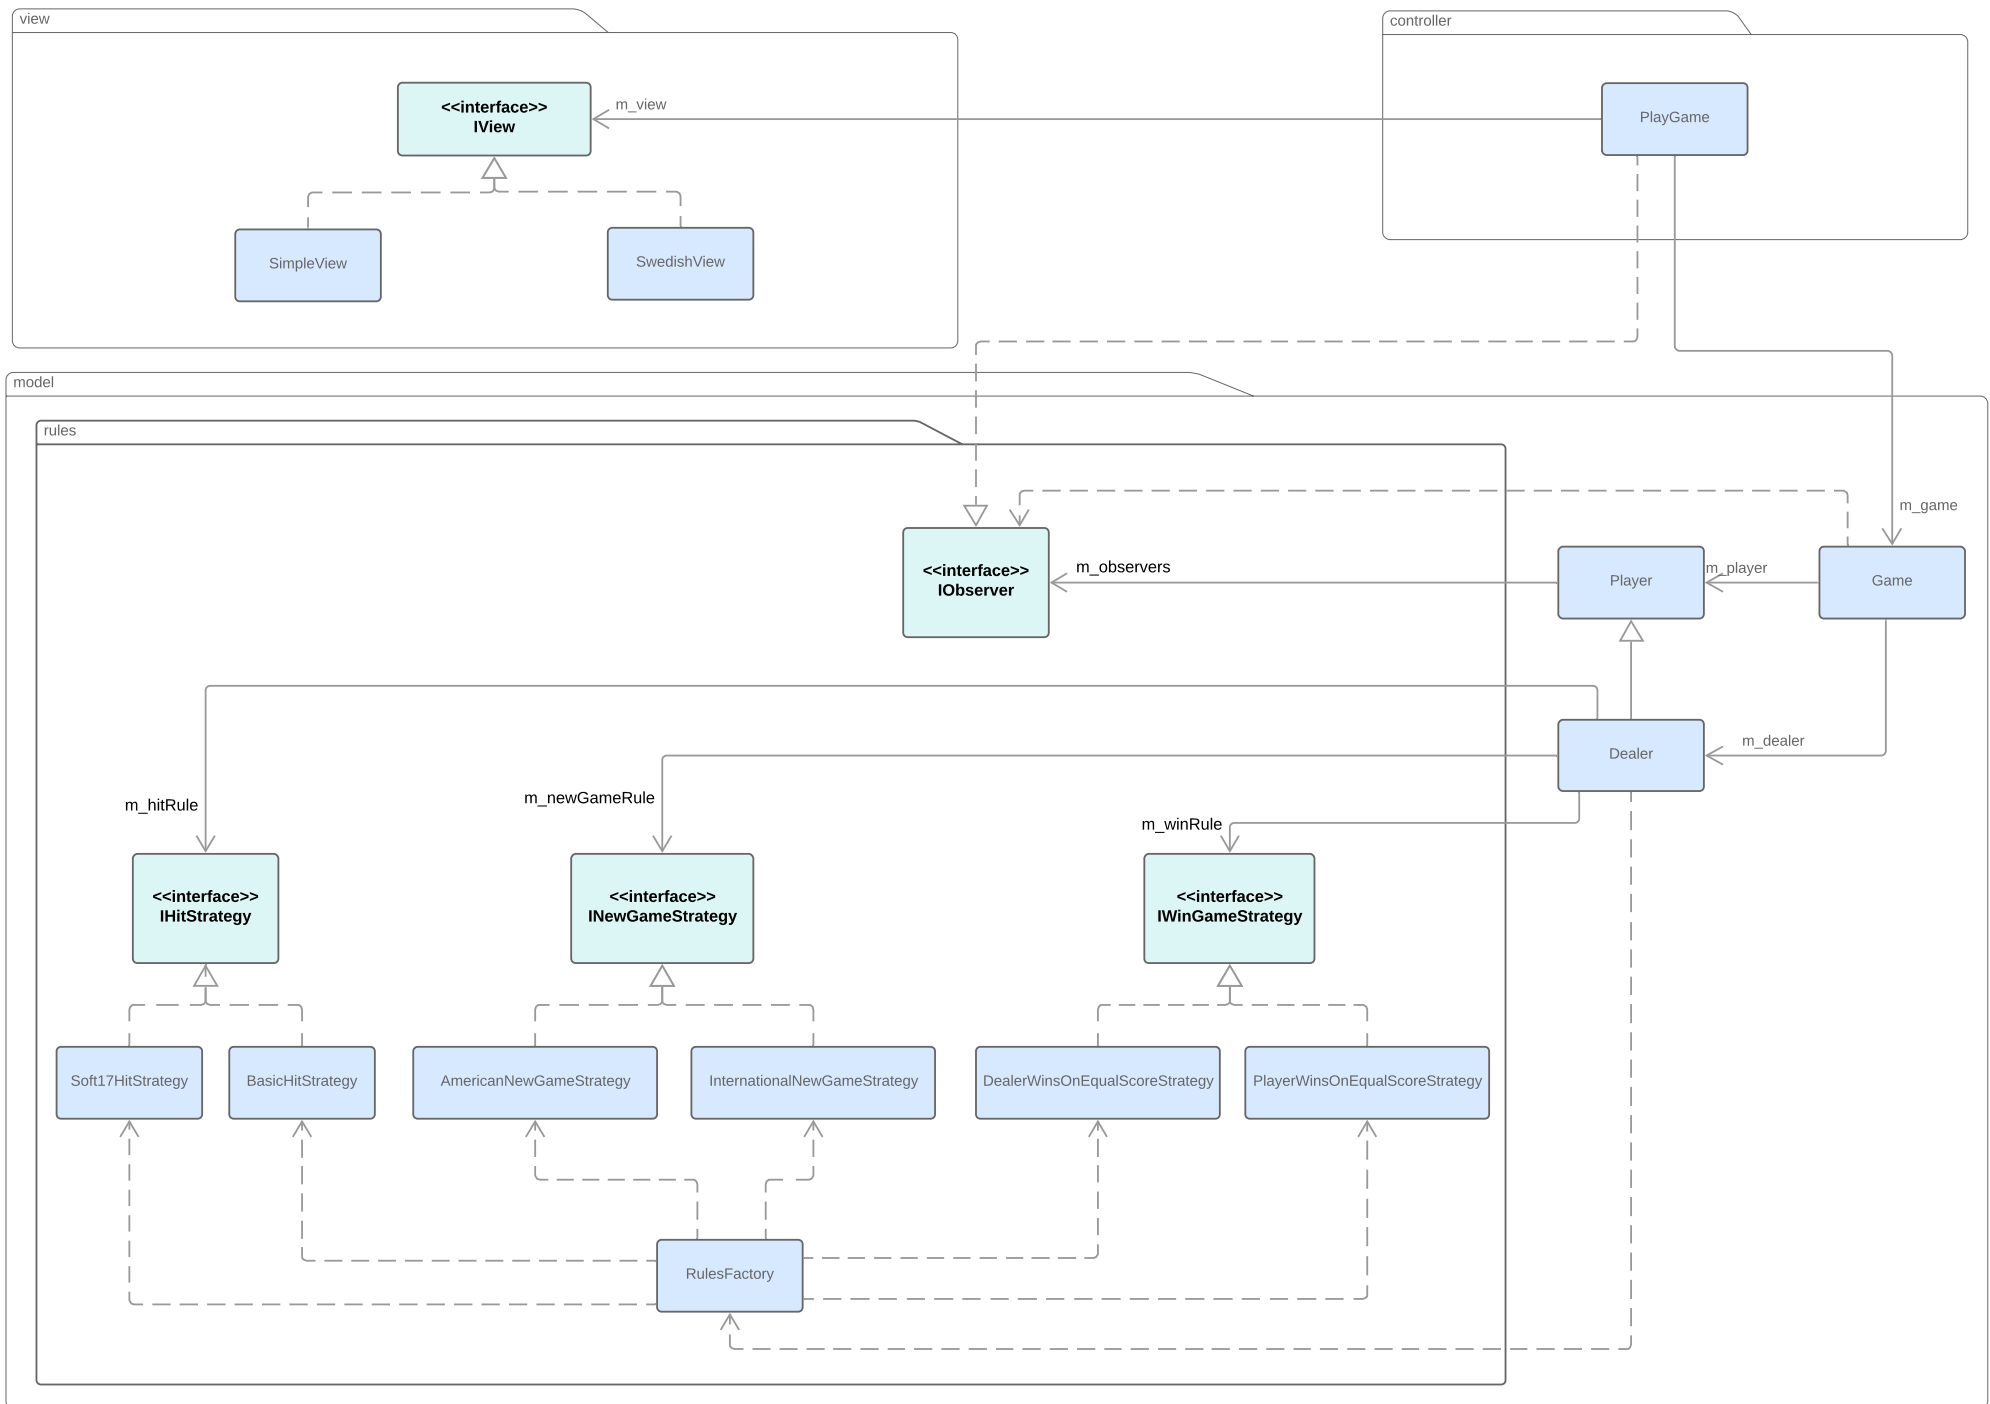 view
controller
<<interface>>
IView
m_view
PlayGame
SimpleView
SwedishView
model
rules
m_game
<<interface>>
IObserver
m_observers
Player
m_player
Game
Dealer
m_dealer
m_hitRule
m_newGameRule
m_winRule
<<interface>>
IHitStrategy
<<interface>>
INewGameStrategy
<<interface>>
IWinGameStrategy
Soft17HitStrategy
BasicHitStrategy
AmericanNewGameStrategy
InternationalNewGameStrategy
DealerWinsOnEqualScoreStrategy
PlayerWinsOnEqualScoreStrategy
RulesFactory